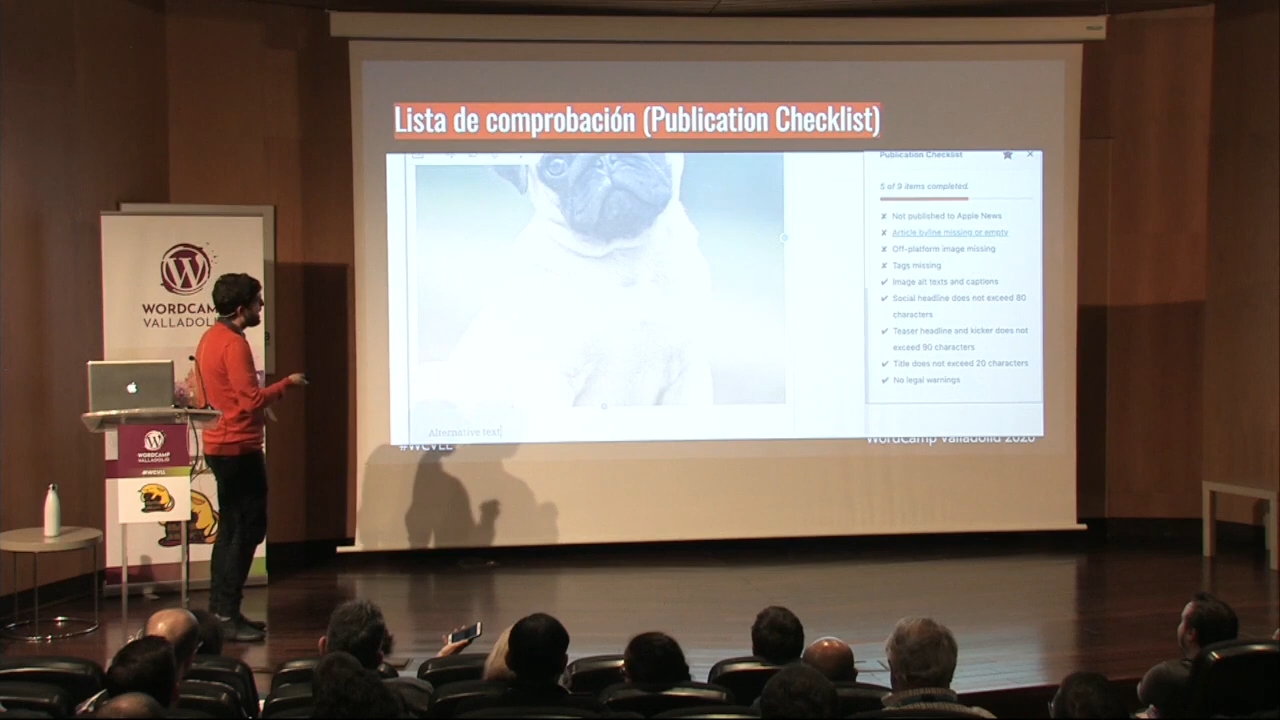 Lista de comprobación (Publication Checklist)
Publication Checklist
5 of 9 items completed.
✘ Not published to Apple News
✘ Article byline missing or empty
✘ Off-platform image missing
✘ Tags missing
✔ Image alt texts and captions
✔ Social headline does not exceed 80
characters
✔ Teaser headline and kicker does not
exceed 90 characters
✔ Title does not exceed 20 characters
✔ No legal warnings
Alternative text
#WCVLL
WordCamp Valladolid 2020
WORDCAMP
VALLADOLID
WORDCAMP
VALLADOLID
#WCVLL